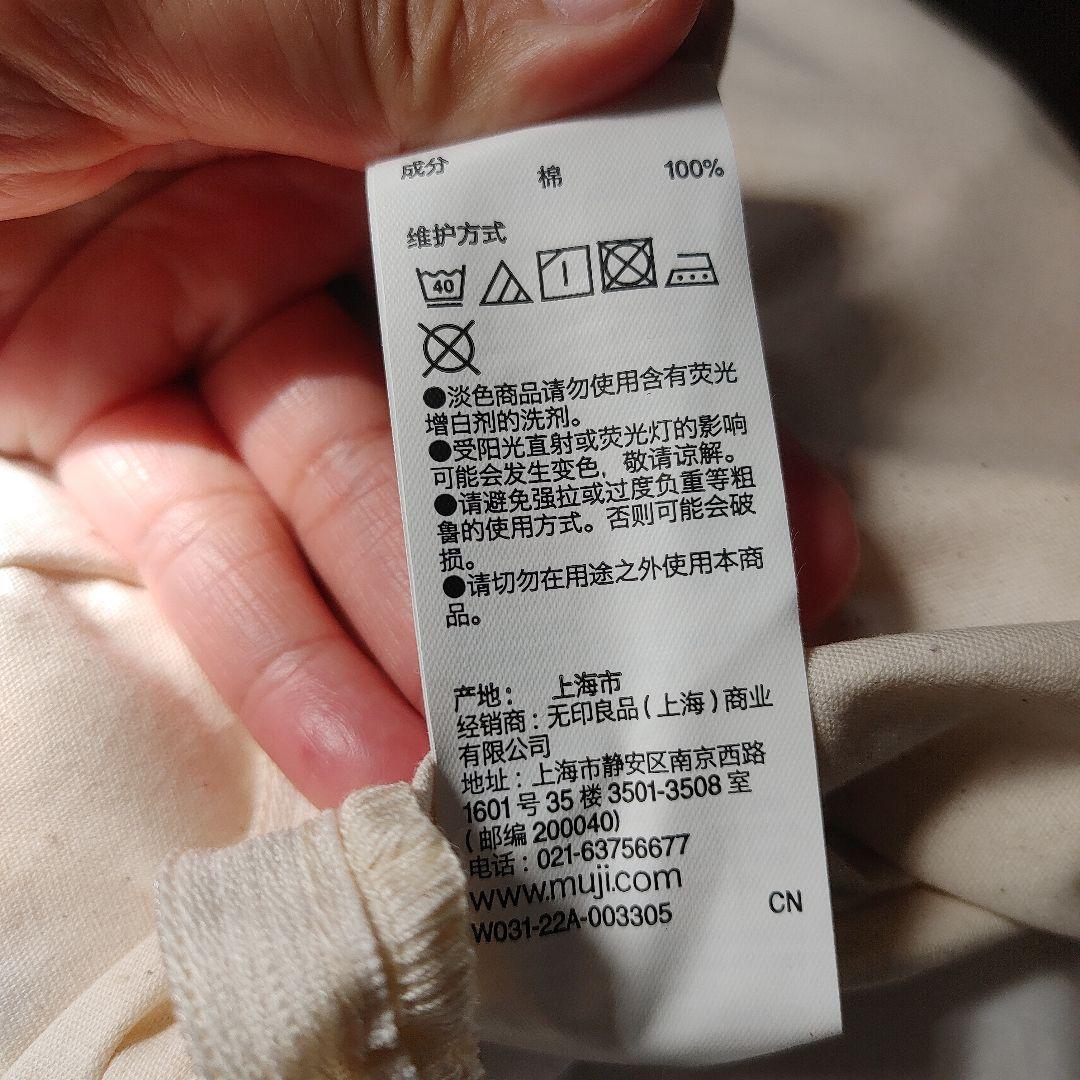 成分 棉 100%
维护方式
40
●淡色商品请勿使用含有荧光
增白剂的洗剂。
●受阳光直射或荧光灯的影响
可能会发生变色，敬请谅解。
●请避免强拉或过度负重等粗
鲁的使用方式。否则可能会破
损。
●请切勿在用途之外使用本商
品。
产地： 上海市
经销商：无印良品(上海)商业
有限公司
地址：上海市静安区南京西路
1601号35楼3501-3508室
(邮编200040)
电话：021-63756677
www.muji.com
W031-22A-003305 CN